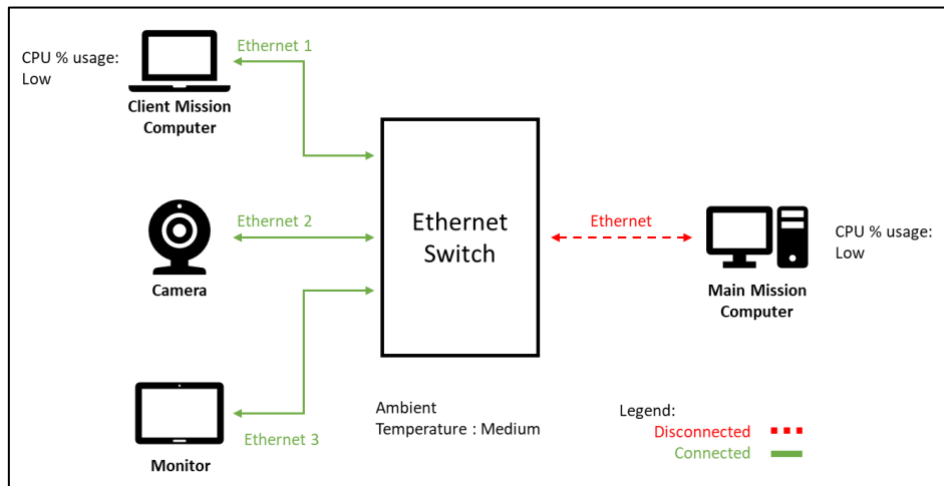 Ethernet 1
CPU % usage:
Low
Client Mission
Computer
Ethernet 2
Camera
Ethernet 3
Monitor
Ethernet
Switch
Ethernet
CPU % usage:
Low
Main Mission
Computer
Ambient
Temperature : Medium
Legend:
Disconnected
Connected